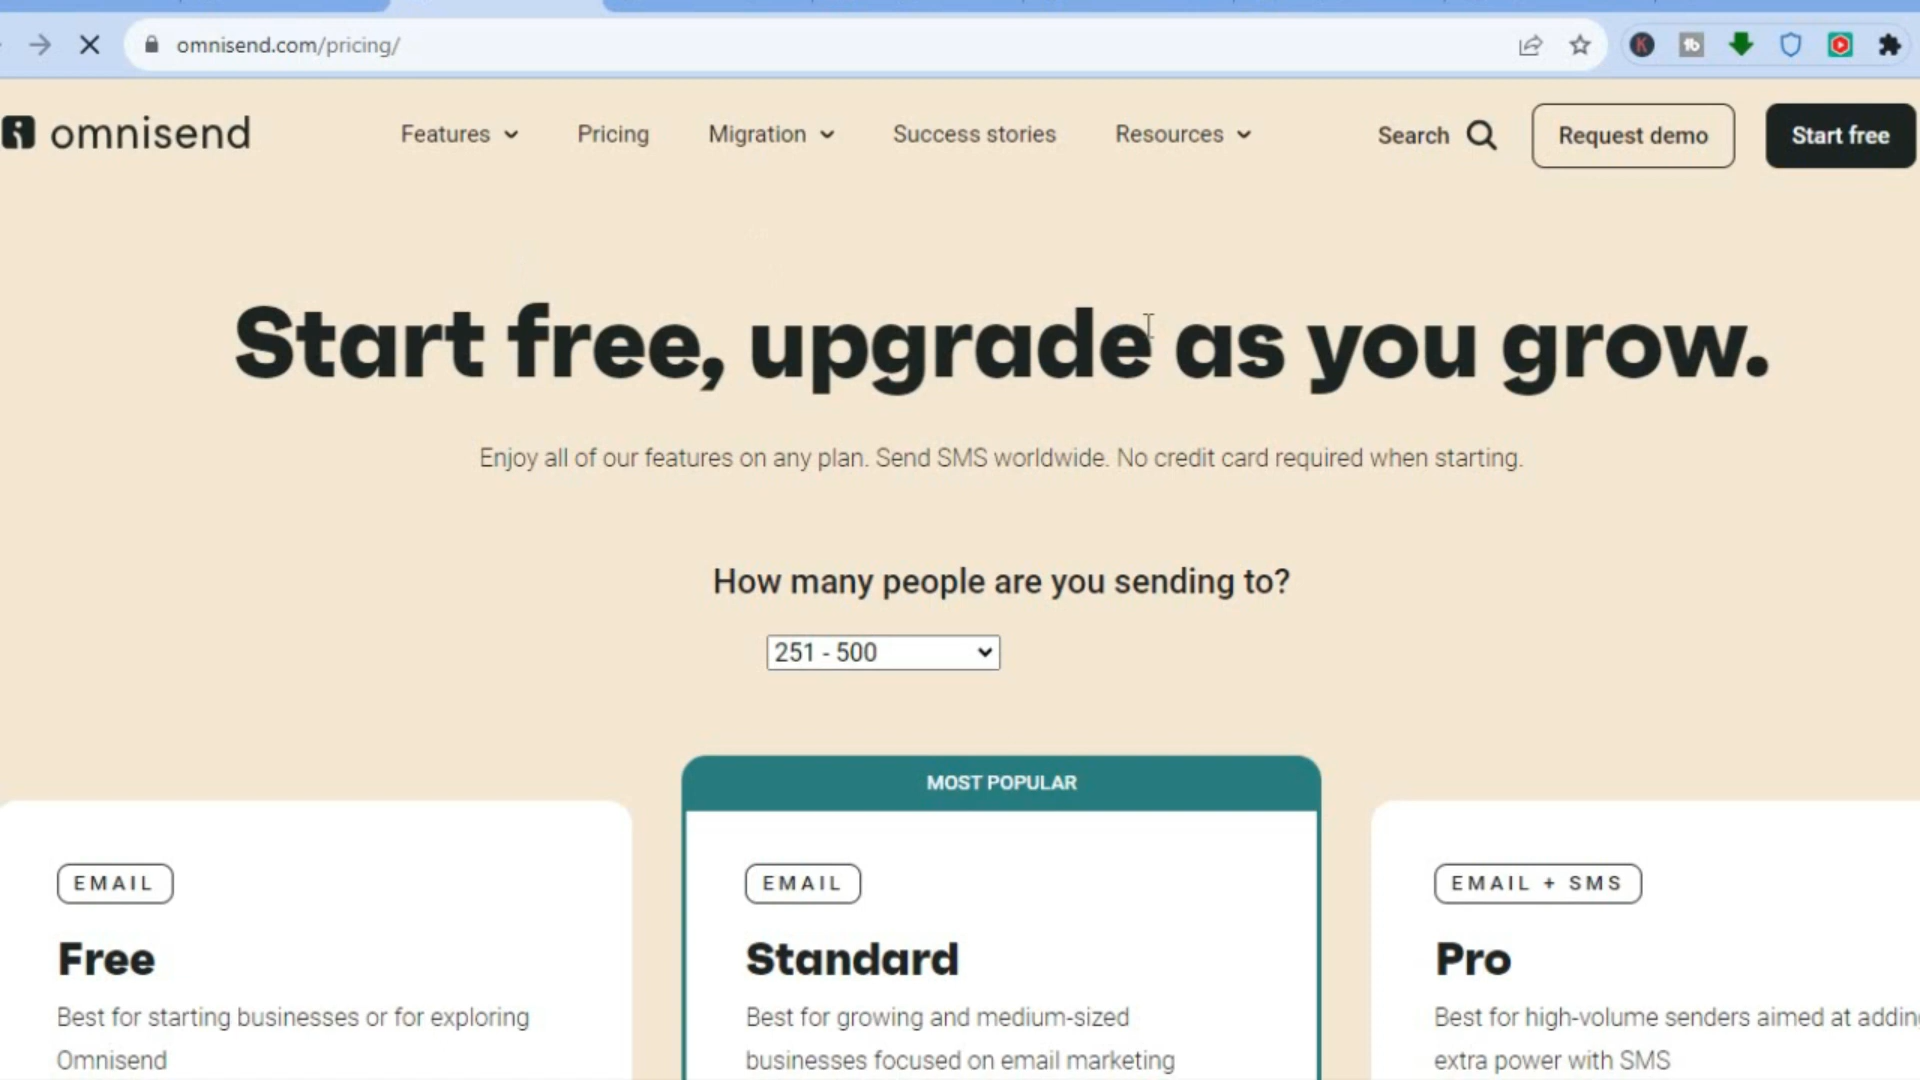 omnisend.com/pricing/
omnisend
Features
Pricing
Migration
Success stories
Resources
Search
Request demo
Start free
Start free, upgrade as you grow.
Enjoy all of our features on any plan. Send SMS worldwide. No credit card required when starting.
How many people are you sending to?
251 - 500
MOST POPULAR
EMAIL
Free
Best for starting businesses or for exploring
Omnisend
EMAIL
Standard
Best for growing and medium-sized
businesses focused on email marketing
EMAIL + SMS
Pro
Best for high-volume senders aimed at adding
extra power with SMS